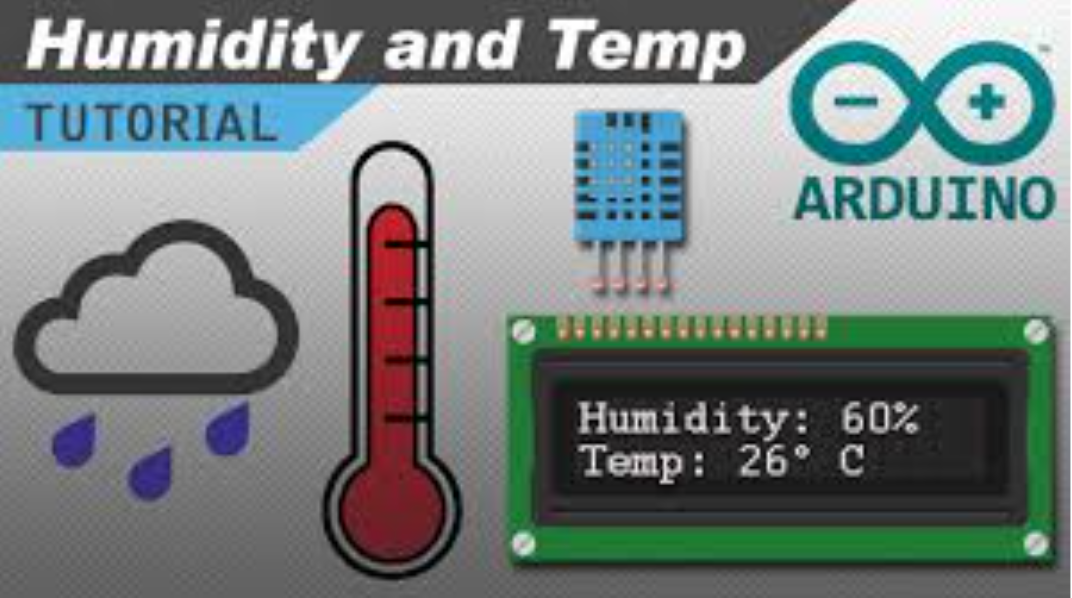 Humidity and Temp
TUTORIAL
ARDUINO
Humidity: 60%
Temp: 26° C